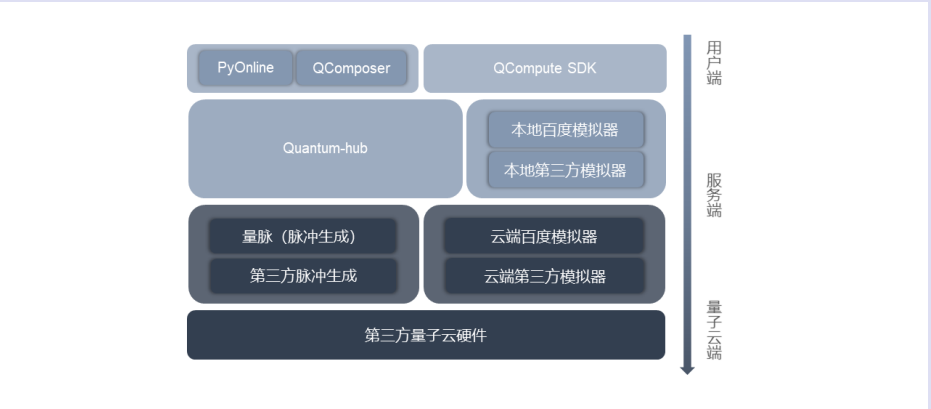 PyOnline
QComposer
QCompute SDK
Quantum-hub
本地百度模拟器
本地第三方模拟器
量脉（脉冲生成）
第三方脉冲生成
云端百度模拟器
云端第三方模拟器
第三方量子云硬件
用户端
服务端
量子云端